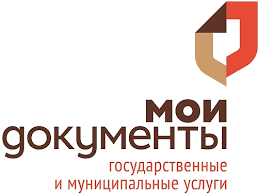 мои
документы
государственные
и муниципальные услуги